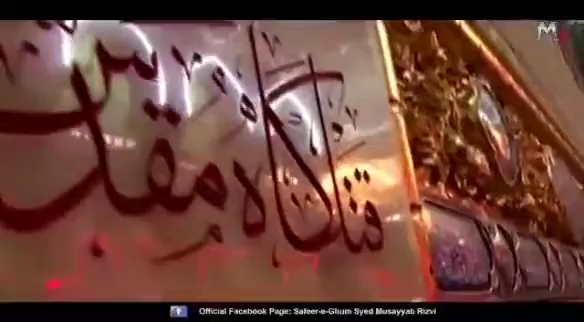 قتلگاه مقدس
Official Facebook Page: Safeer-e-Ghum Syed Musayyab Rizvi